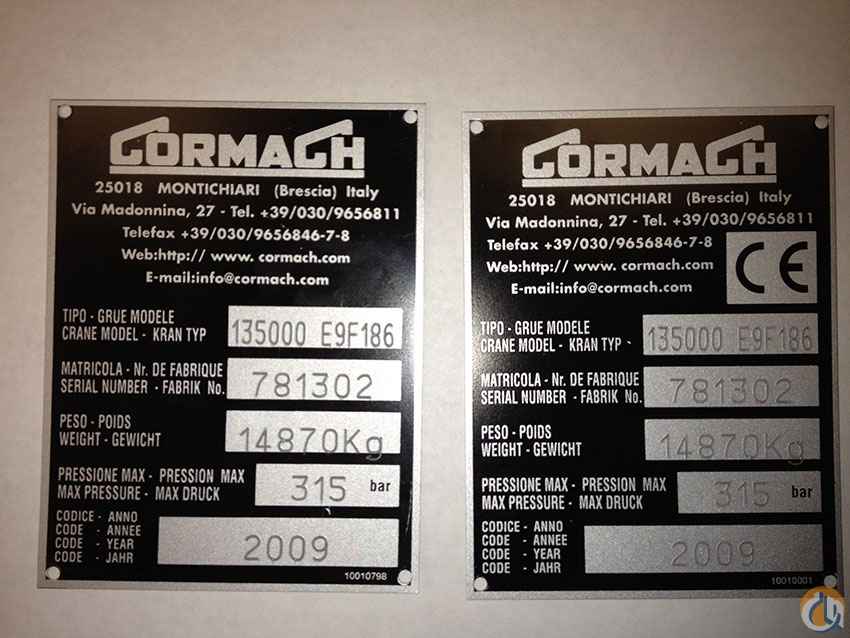 CORMACH
25018 MONTICHIARI (Brescia) Italy
Via Madonnina, 27 - Tel. +39/030/9656811
Telefax +39/030/9656846-7-8
Web:http// www. cormach.com
E-mail:info@cormach.com
TIPO - GRUE MODELE
CRANE MODEL - KRAN TYP
135000 E9F186
MATRICOLA - Nr. DE FABRIQUE
SERIAL NUMBER - FABRIK No.
781302
PESO - POIDS
WEIGHT - GEWICHT
14870Kg
PRESSIONE MAX - PRESSION MAX
MAX PRESSURE - MAX DRUCK
315 bar
CODICE - ANNO
CODE - ANNEE
CODE - YEAR
CODE - JAHR
2009
10010798
CORMACH
25018 MONTICHIARI (Brescia) Italy
Via Madonnina, 27 - Tel. +39/030/9656811
Telefax +39/030/9656846-7-8
Web:http// www. cormach.com
E-mail:info@cormach.com
CE
TIPO - GRUE MODELE
CRANE MODEL - KRAN TYP.
135000 E9F186
MATRICOLA - Nr. DE FABRIQUE
SERIAL NUMBER - FABRIK No.
781302
PESO - POIDS
WEIGHT - GEWICHT
14870Kg
PRESSIONE MAX - PRESSION MAX
MAX PRESSURE - MAX DRUCK
315 bar
CODICE - ANNO
CODE - ANNEE
CODE - YEAR
CODE - JAHR
2009
10010001